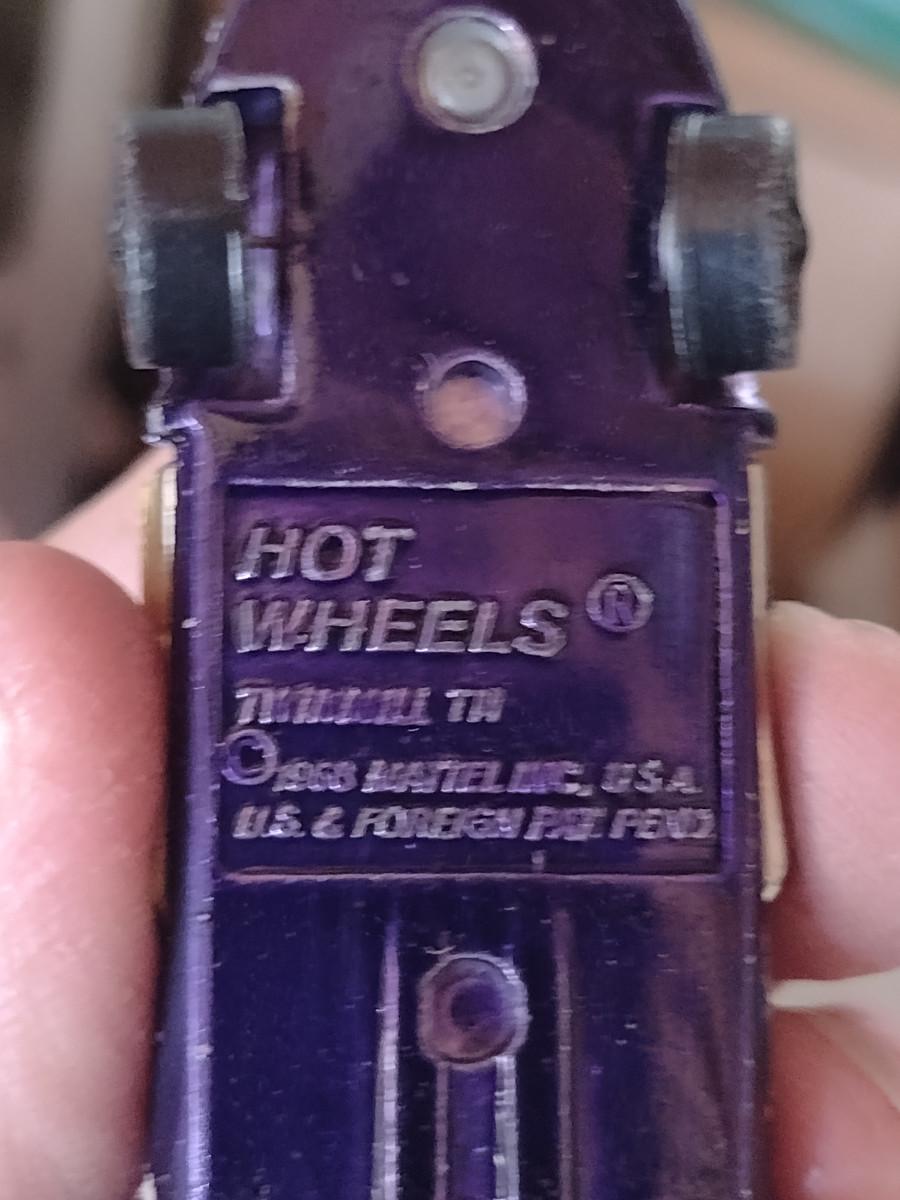 HOT
WHEELS ®
TWINMILL TM
© 1968 MATTEL INC., U.S.A.
U.S. & FOREIGN PAT. PEND.